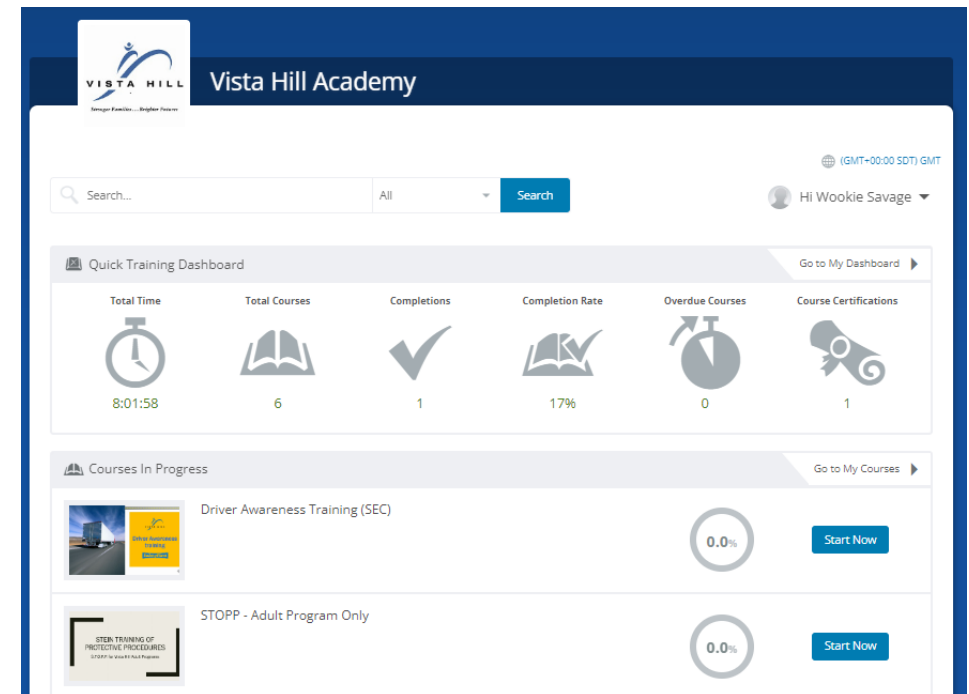 VISTA HILL
Stronger Families.....Brighter Futures
Vista Hill Academy
(GMT+00:00 SDT) GMT
Search...
All
Search
Hi Wookie Savage
Quick Training Dashboard
Go to My Dashboard
Total Time
Total Courses
Completions
Completion Rate
Overdue Courses
Course Certifications
8:01:58
6
1
17%
0
1
Courses In Progress
Go to My Courses
Driver Awareness
training
Driver Awareness Training (SEC)
0.0%
Start Now
STEIN TRAINING OF
PROTECTIVE PROCEDURES
STOPP - Adult Program Only
0.0%
Start Now